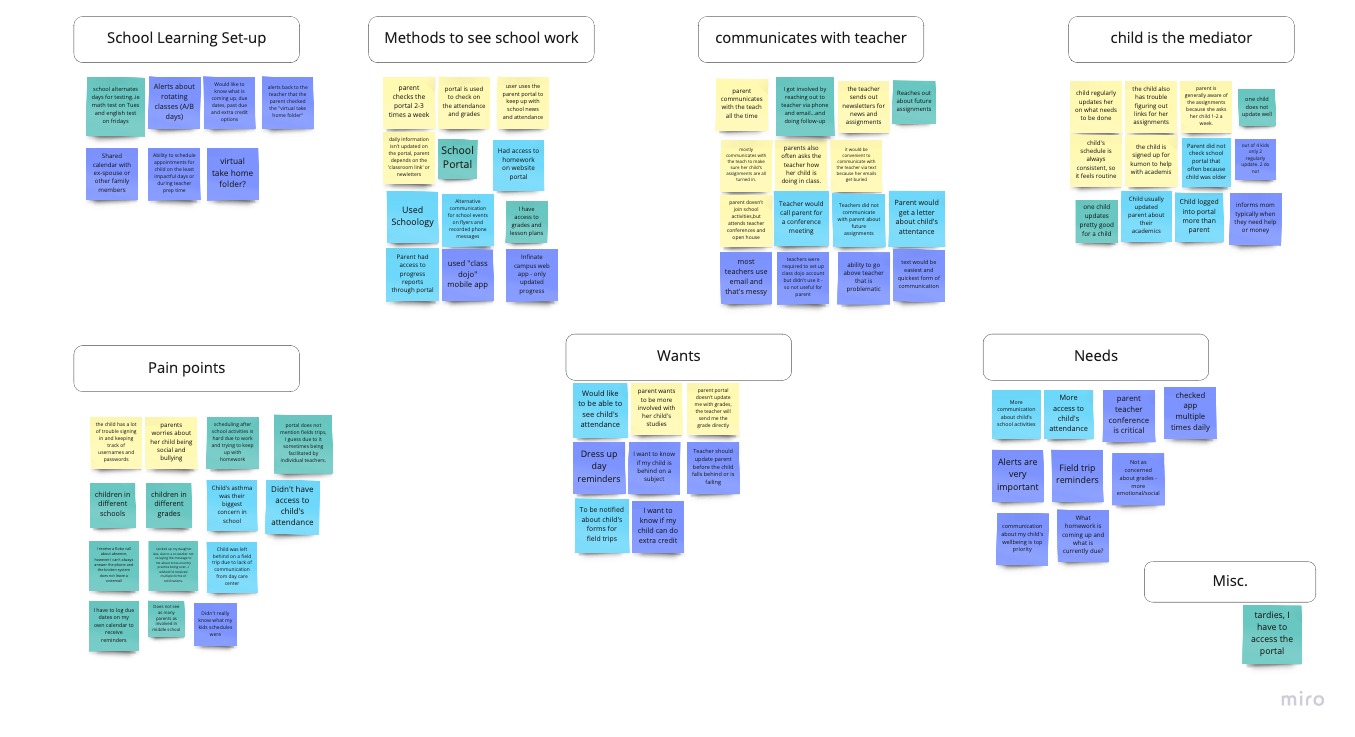 School Learning Set-up
school alternates
days for testing..ie
math test on Tues
and english test
on fridays
Alerts about
rotating
classes (A/B
days)
Would like to
know what is
coming up, due
dates, past due
and extra credit
options
alerts back to the
teacher that the
parent checked
the "virtual take
home folder"
Shared
calendar with
ex-spouse or
other family
members
Ability to schedule
appointments for
child on the least
impactful days or
during teacher
prep time
virtual
take home
folder?
Methods to see school work
parent
checks the
portal 2-3
times a week
portal is used
to check on
the attendance
and grades
user uses the
parent portal to
keep up with
school news
and attendance
daily information
isn't updated on
the portal, parent
depends on the
'classroom link' or
newsletters
School
Portal
Had access to
homework
on website
portal
Used
Schoology
Alternative
communication
for school events
on flyers and
recorded phone
messages
I have
access to
grades and
lesson plans
Parent had
access to
progress
reports
through portal
used "class
dojo"
mobile app
Infinate
campus web
app - only
updated
progress
communicates with teacher
parent
communicates
with the teach
all the time
I got involved by
reaching out to
teacher via phone
and email...and
doing follow-up
the teacher
sends out
newsletters for
news and
assignments
Reaches out
about future
assignments
mostly
communicates with
the teach to make
sure her child's
assignments are all
turned in.
parents also
often asks the
teacher how
her child is
doing in class.
it would be
convenient to
communicate with
the teacher via text
because her emails
get buried
parent doesn't
join school
activities,but
attends teacher
conferences and
open house
Teacher would
call parent for
a conference
meeting
Teachers did not
communicate
with parent about
future
assignments
Parent would
get a letter
about child's
attentance
most
teachers use
email and
that's messy
teachers were
required to set up
class dojo account
but didn't use it -
so not useful for
parent
ability to go
above teacher
that is
problematic
text would be
easiest and
quickest form of
communication
child is the mediator
child regularly
updates her
on what needs
to be done
the child also
has trouble
figuring out
links for her
assignments
parent is
generally aware of
the assignments
because she asks
her child 1-2 a
week.
one child
does not
update well
child's
schedule is
always
consistent, so
it feels routine
the child is
signed up for
kumon to help
with academis
Parent did not
check school
portal that
often because
child was older
out of 4 kids
only 2
regularly
update. 2 do
not
one child
updates
pretty good
for a child
Child usually
updated
parent about
their
academics
Child logged
into portal
more than
parent
informs mom
typically when
they need help
or money
Pain points
the child has a lot
of trouble signing
in and keeping
track of
usernames and
passwords
parents
worries about
her child being
social and
bullying
scheduling after
school activities is
hard due to work
and trying to keep
up with
homework
portal does not
mention fields trips,
I guess due to it
sometimes being
facilitated by
individual teachers.
children in
different
schools
children in
different
grades
Child's asthma
was their
biggest
concern in
school
Didn't have
access to
child's
attendance
Child was left
behind on a field
trip due to lack of
communication
from day care
center
I have to log due
dates on my
own calendar to
receive
reminders
Does not see
as many
parents as
involved in
middle school
Didn't really
know what my
kids schedules
were
Wants
Would like
to be able to
see child's
attendance
parent wants
to be more
involved with
her child's
studies
parent portal
doesn't update
me with grades,
the teacher will
send me the
grade directly
Dress up
day
reminders
I want to know
if my child is
behind on a
subject
Teacher should
update parent
before the child
falls behind or is
failing
To be notified
about child's
forms for
field trips
I want to
know if my
child can do
extra credit
Needs
More
communication
about child's
school activities
More
access to
child's
attendance
parent
teacher
conference
is critical
checked
app
multiple
times daily
Alerts are
very
important
Field trip
reminders
Not as
concerned
about grades -
more
emotional/social
communication
about my child's
wellbeing is top
priority
What
homework is
coming up and
what is
currently due?
Misc.
tardies, I
have to
access the
portal
miro